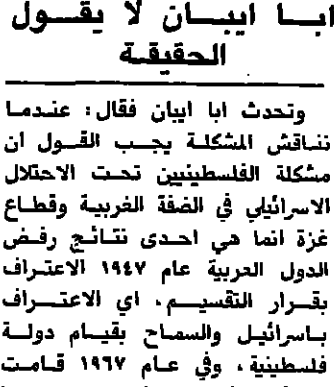 ابا ايبان لا يقول
الحقيقة
وتحدث ابا ايبان فقال: عندما
تناقش المشكلة يجب القول ان
مشكلة الفلسطينيين تحت الاحتلال
الاسرائيلي في الضفة الغربية وقطاع
غزة انما هي احدى نتائج رفض
الدول العربية عام ١٩٤٧ الاعتراف
بقرار التقسيم، اي الاعتراف
باسرائيل والسماح بقيام دولة
فلسطينية، وفي عام ١٩٦٧ قامت